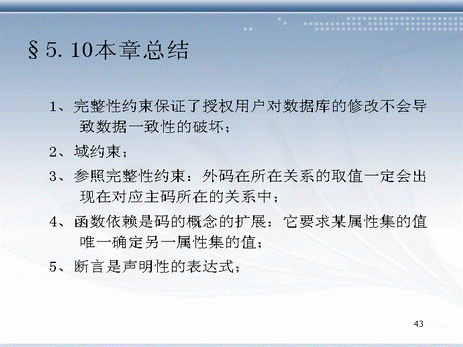 §5.10本章总结
1、完整性约束保证了授权用户对数据库的修改不会导
致数据一致性的破坏；
2、域约束；
3、参照完整性约束：外码在所在关系的取值一定会出
现在对应主码所在的关系中；
4、函数依赖是码的概念的扩展：它要求某属性集的值
唯一确定另一属性集的值；
5、断言是声明性的表达式；
43